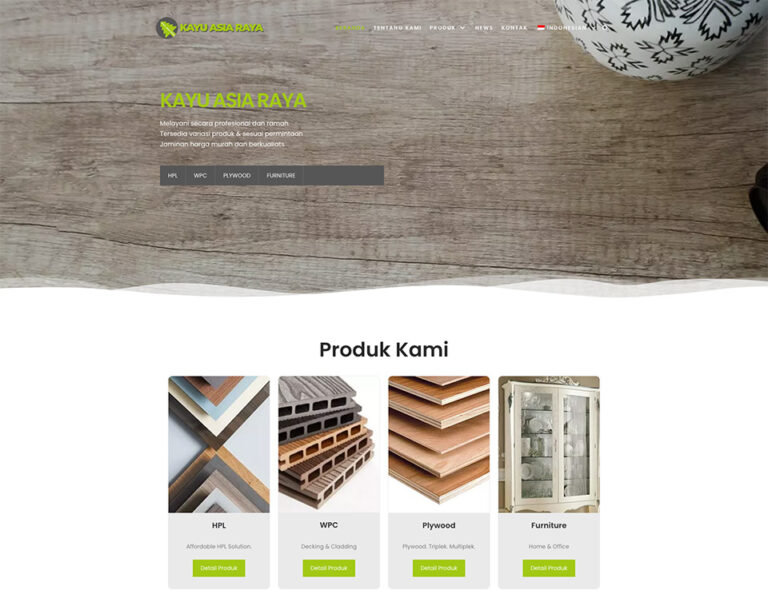 KAYU ASIA RAYA
BERANDA TENTANG KAMI PRODUK NEWS KONTAK INDONESIAN
KAYU ASIA RAYA
Melayani secara profesional dan ramah
Tersedia variasi produk & sesuai permintaan
Jaminan harga murah dan berkualiats
HPL WPC PLYWOOD FURNITURE
Produk Kami
HPL
Affordable HPL Solution.
Detail Produk
WPC
Decking & Cladding
Detail Produk
Plywood
Plywood. Triplek. Multiplek.
Detail Produk
Furniture
Home & Office
Detail Produk